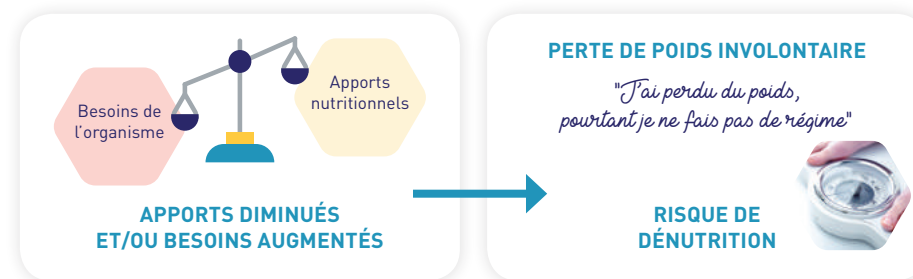 Besoins de
l'organisme
Apports
nutritionnels
APPORTS DIMINUÉS
ET/OU BESOINS AUGMENTÉS
PERTE DE POIDS INVOLONTAIRE
"J'ai perdu du poids,
pourtant je ne fais pas de régime"
RISQUE DE
DÉNUTRITION